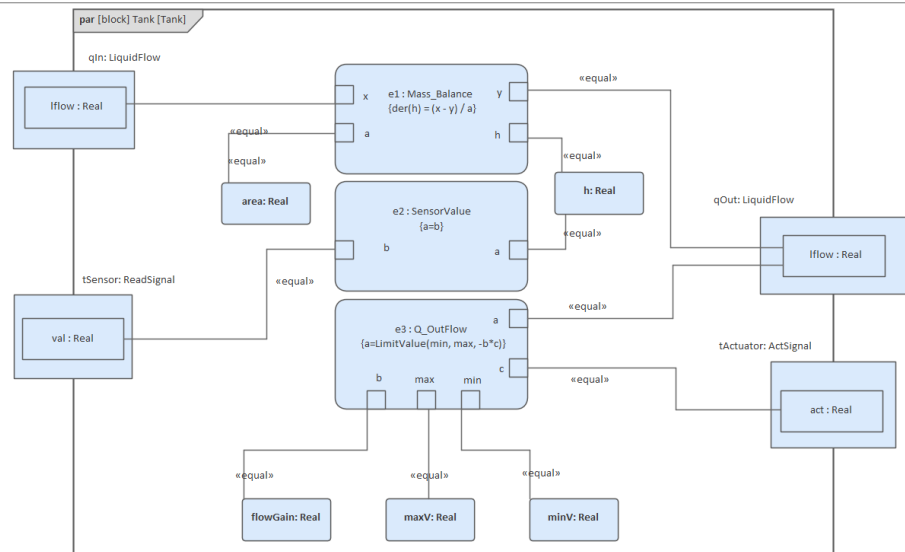 par [block] Tank [Tank]
qIn: LiquidFlow
lflow : Real
e1 : Mass_Balance
{der(h) = (x - y) / a}
x
a
y
h
«equal»
«equal»
«equal»
«equal»
area: Real
h: Real
e2 : SensorValue
{a=b}
b
a
«equal»
qOut: LiquidFlow
lflow : Real
tSensor: ReadSignal
val : Real
«equal»
e3 : Q_OutFlow
{a=LimitValue(min, max, -b*c)}
a
c
b
max
min
«equal»
«equal»
tActuator: ActSignal
act : Real
«equal»
«equal»
«equal»
flowGain: Real
maxV: Real
minV: Real